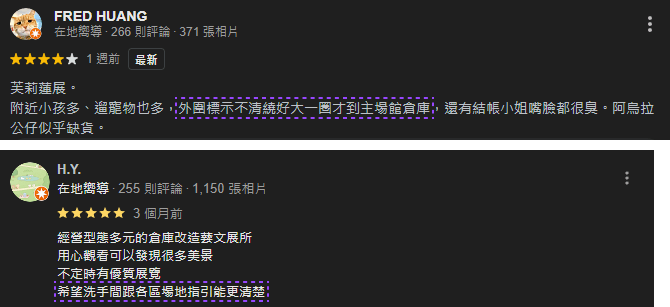 FRED HUANG
在地嚮導 · 266 則評論 · 371 張相片
1 週前 最新
芙莉蓮展。
附近小孩多、遛寵物也多，外圍標示不清繞好大一圈才到主場館倉庫，還有結帳小姐嘴臉都很臭。阿烏拉
公仔似乎缺貨。
H.Y.
在地嚮導 · 255 則評論 · 1,150 張相片
3 個月前
經營型態多元的倉庫改造藝文展所
用心觀看可以發現很多美景
不定時有優質展覽
希望洗手間跟各區場地指引能更清楚